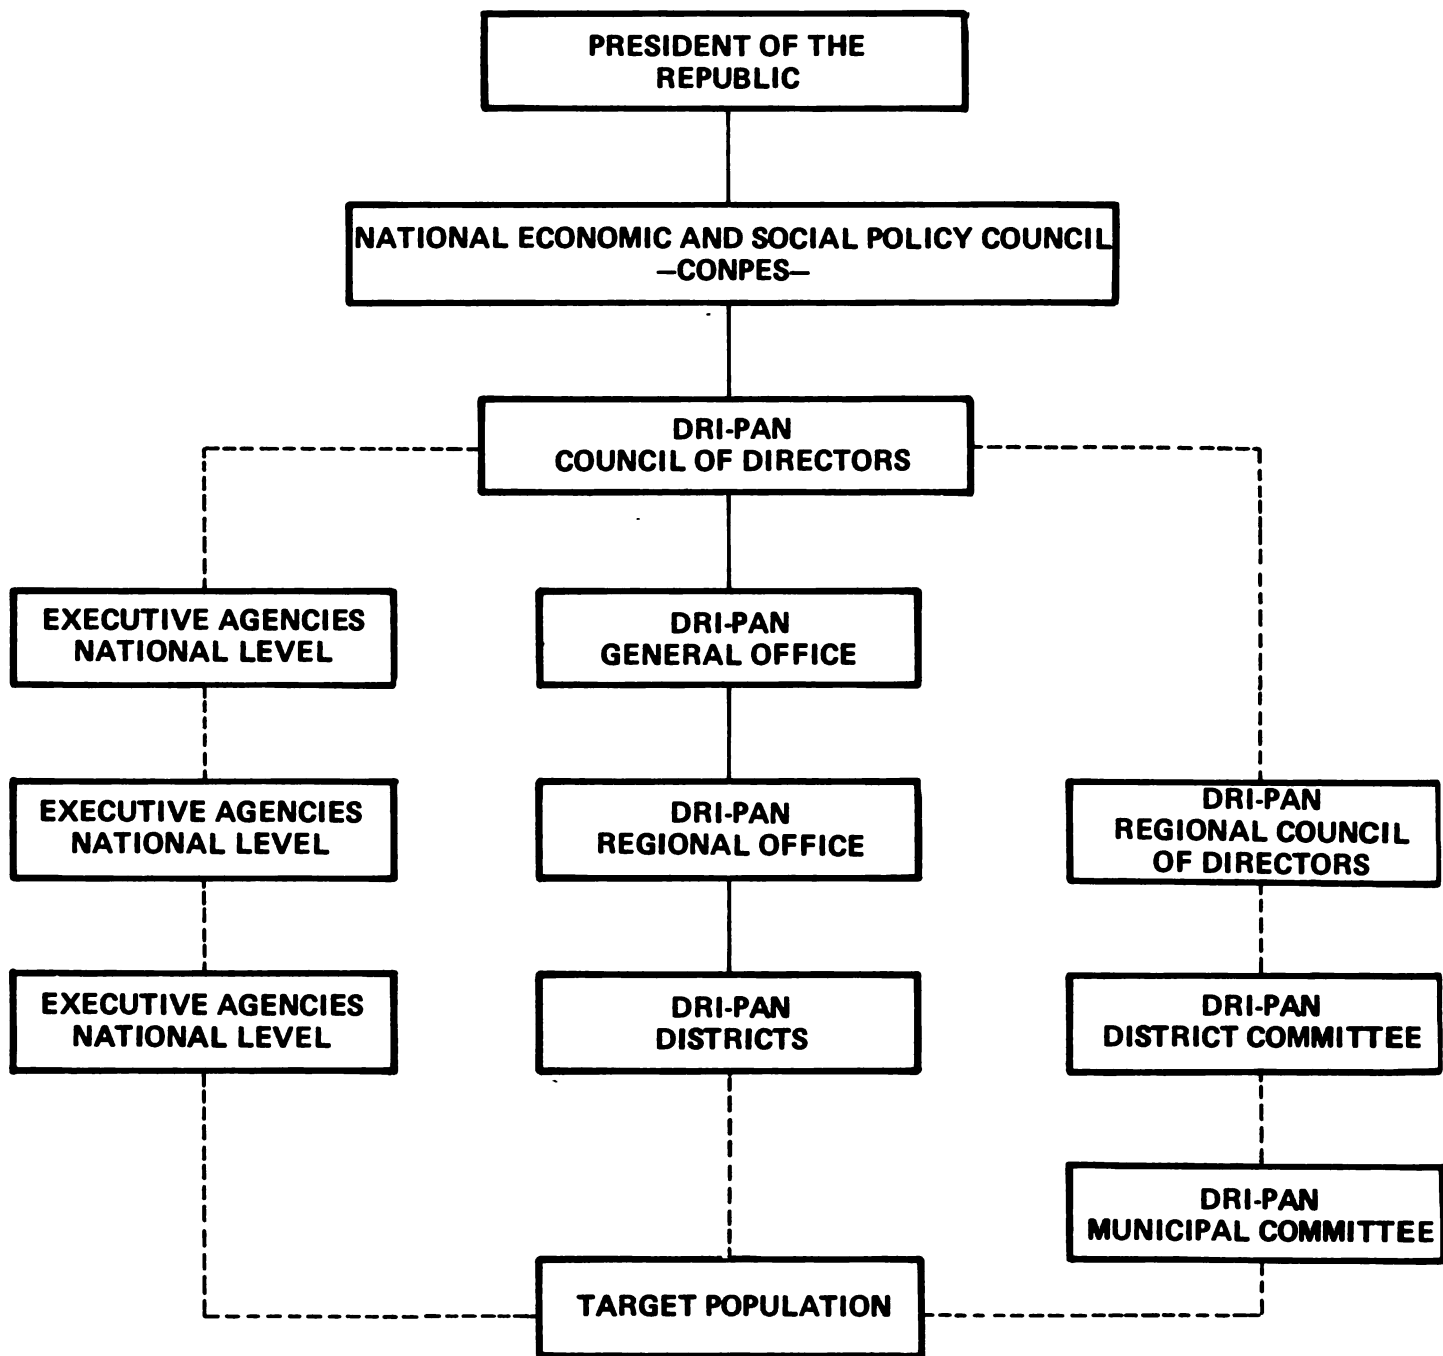 PRESIDENT OF THE
REPUBLIC
NATIONAL ECONOMIC AND SOCIAL POLICY COUNCIL
—CONPES—
DRI-PAN
COUNCIL OF DIRECTORS
EXECUTIVE AGENCIES
NATIONAL LEVEL
DRI-PAN
GENERAL OFFICE
EXECUTIVE AGENCIES
NATIONAL LEVEL
DRI-PAN
REGIONAL OFFICE
DRI-PAN
REGIONAL COUNCIL
OF DIRECTORS
EXECUTIVE AGENCIES
NATIONAL LEVEL
DRI-PAN
DISTRICTS
DRI-PAN
DISTRICT COMMITTEE
DRI-PAN
MUNICIPAL COMMITTEE
TARGET POPULATION